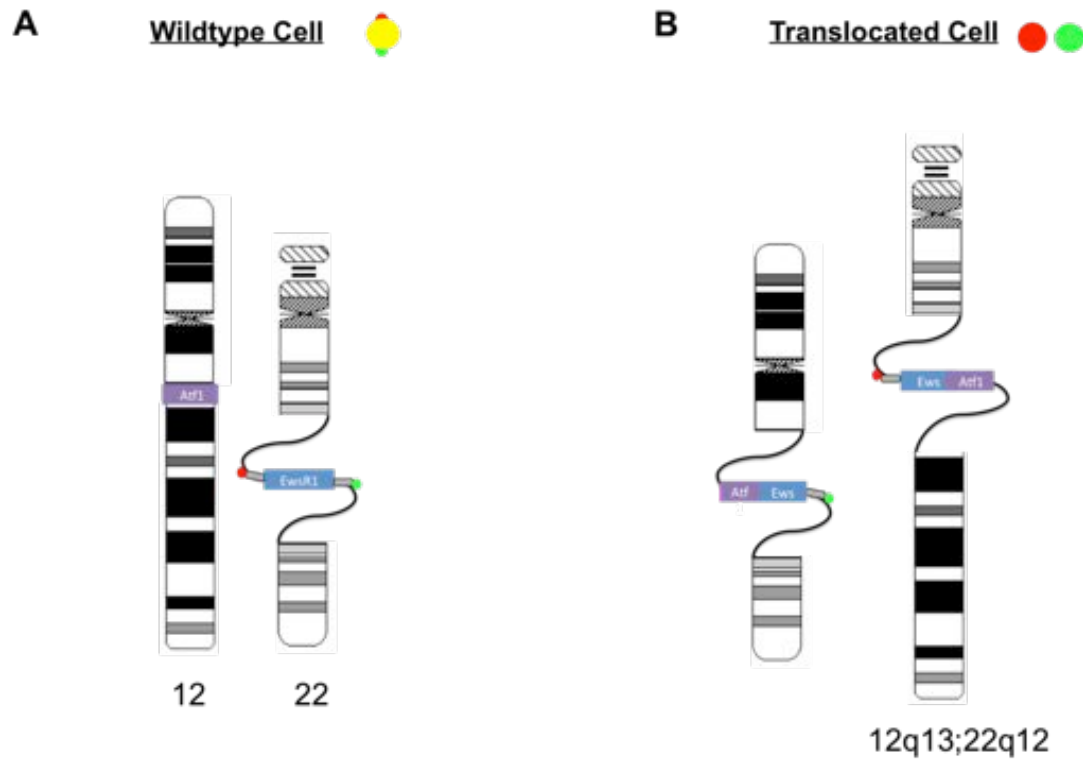 A
Wildtype Cell
B
Translocated Cell
Atf1
EwsR1
12
22
Ews Atf1
Atf Ews
12q13;22q12